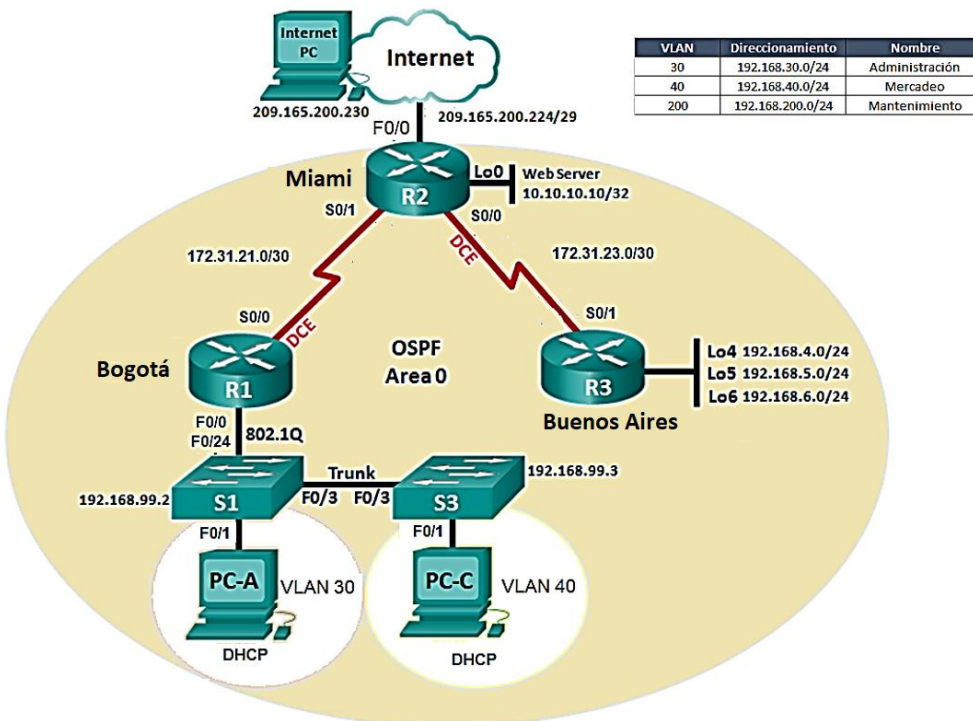 Internet
PC
Internet
209.165.200.230
F0/0
209.165.200.224/29
VLAN Direccionamiento Nombre
30 192.168.30.0/24 Administración
40 192.168.40.0/24 Mercadeo
200 192.168.200.0/24 Mantenimiento
Miami
R2
Lo0
Web Server
10.10.10.10/32
S0/1
S0/0
DCE
172.31.21.0/30
172.31.23.0/30
S0/0
DCE
S0/1
Bogotá
R1
OSPF
Area 0
R3
Buenos Aires
Lo4 192.168.4.0/24
Lo5 192.168.5.0/24
Lo6 192.168.6.0/24
F0/0
F0/24
802.1Q
192.168.99.2
S1
Trunk
F0/3 F0/3
S3
192.168.99.3
F0/1
F0/1
PC-A
VLAN 30
PC-C
VLAN 40
DHCP
DHCP